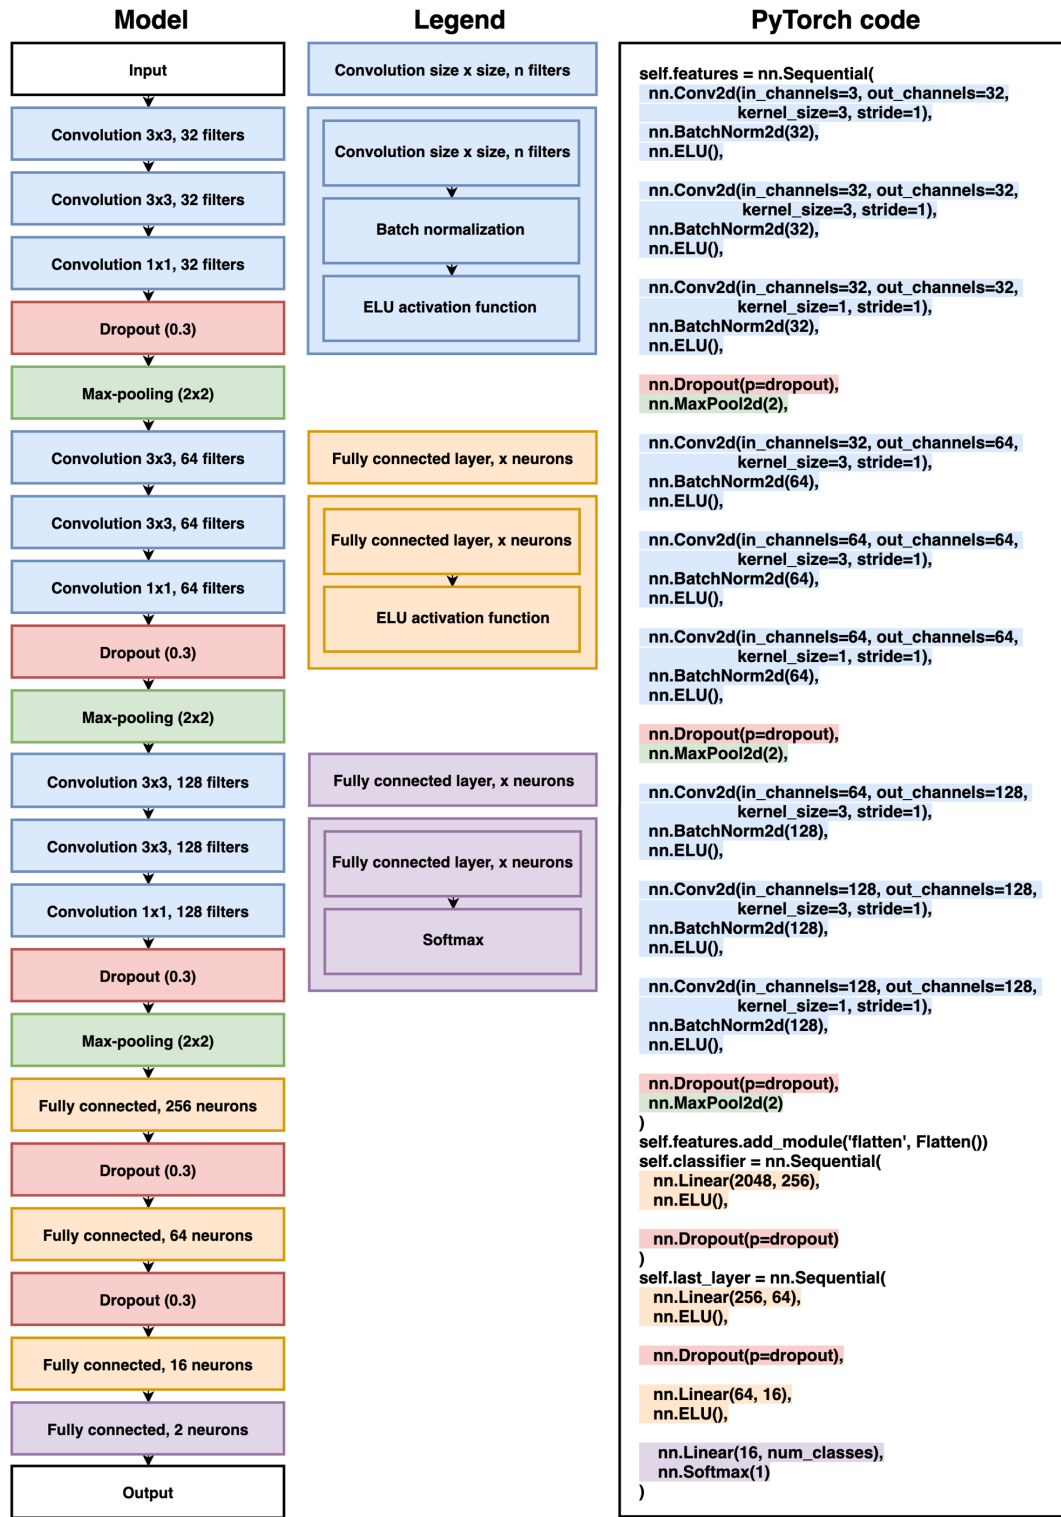 Model
Input
Convolution 3x3, 32 filters
Convolution 3x3, 32 filters
Convolution 1x1, 32 filters
Dropout (0.3)
Max-pooling (2x2)
Convolution 3x3, 64 filters
Convolution 3x3, 64 filters
Convolution 1x1, 64 filters
Dropout (0.3)
Max-pooling (2x2)
Convolution 3x3, 128 filters
Convolution 3x3, 128 filters
Convolution 1x1, 128 filters
Dropout (0.3)
Max-pooling (2x2)
Fully connected, 256 neurons
Dropout (0.3)
Fully connected, 64 neurons
Dropout (0.3)
Fully connected, 16 neurons
Fully connected, 2 neurons
Output
Legend
Convolution size x size, n filters
Convolution size x size, n filters
Batch normalization
ELU activation function
Fully connected layer, x neurons
Fully connected layer, x neurons
ELU activation function
Fully connected layer, x neurons
Fully connected layer, x neurons
Softmax
PyTorch code
self.features = nn.Sequential(
nn.Conv2d(in_channels=3, out_channels=32,
kernel_size=3, stride=1),
nn.BatchNorm2d(32),
nn.ELU(),
nn.Conv2d(in_channels=32, out_channels=32,
kernel_size=3, stride=1),
nn.BatchNorm2d(32),
nn.ELU(),
nn.Conv2d(in_channels=32, out_channels=32,
kernel_size=1, stride=1),
nn.BatchNorm2d(32),
nn.ELU(),
nn.Dropout(p=dropout),
nn.MaxPool2d(2),
nn.Conv2d(in_channels=32, out_channels=64,
kernel_size=3, stride=1),
nn.BatchNorm2d(64),
nn.ELU(),
nn.Conv2d(in_channels=64, out_channels=64,
kernel_size=3, stride=1),
nn.BatchNorm2d(64),
nn.ELU(),
nn.Conv2d(in_channels=64, out_channels=64,
kernel_size=1, stride=1),
nn.BatchNorm2d(64),
nn.ELU(),
nn.Dropout(p=dropout),
nn.MaxPool2d(2),
nn.Conv2d(in_channels=64, out_channels=128,
kernel_size=3, stride=1),
nn.BatchNorm2d(128),
nn.ELU(),
nn.Conv2d(in_channels=128, out_channels=128,
kernel_size=3, stride=1),
nn.BatchNorm2d(128),
nn.ELU(),
nn.Conv2d(in_channels=128, out_channels=128,
kernel_size=1, stride=1),
nn.BatchNorm2d(128),
nn.ELU(),
nn.Dropout(p=dropout),
nn.MaxPool2d(2)
)
self.features.add_module('flatten', Flatten())
self.classifier = nn.Sequential(
nn.Linear(2048, 256),
nn.ELU(),
nn.Dropout(p=dropout)
)
self.last_layer = nn.Sequential(
nn.Linear(256, 64),
nn.ELU(),
nn.Dropout(p=dropout),
nn.Linear(64, 16),
nn.ELU(),
nn.Linear(16, num_classes),
nn.Softmax(1)
)